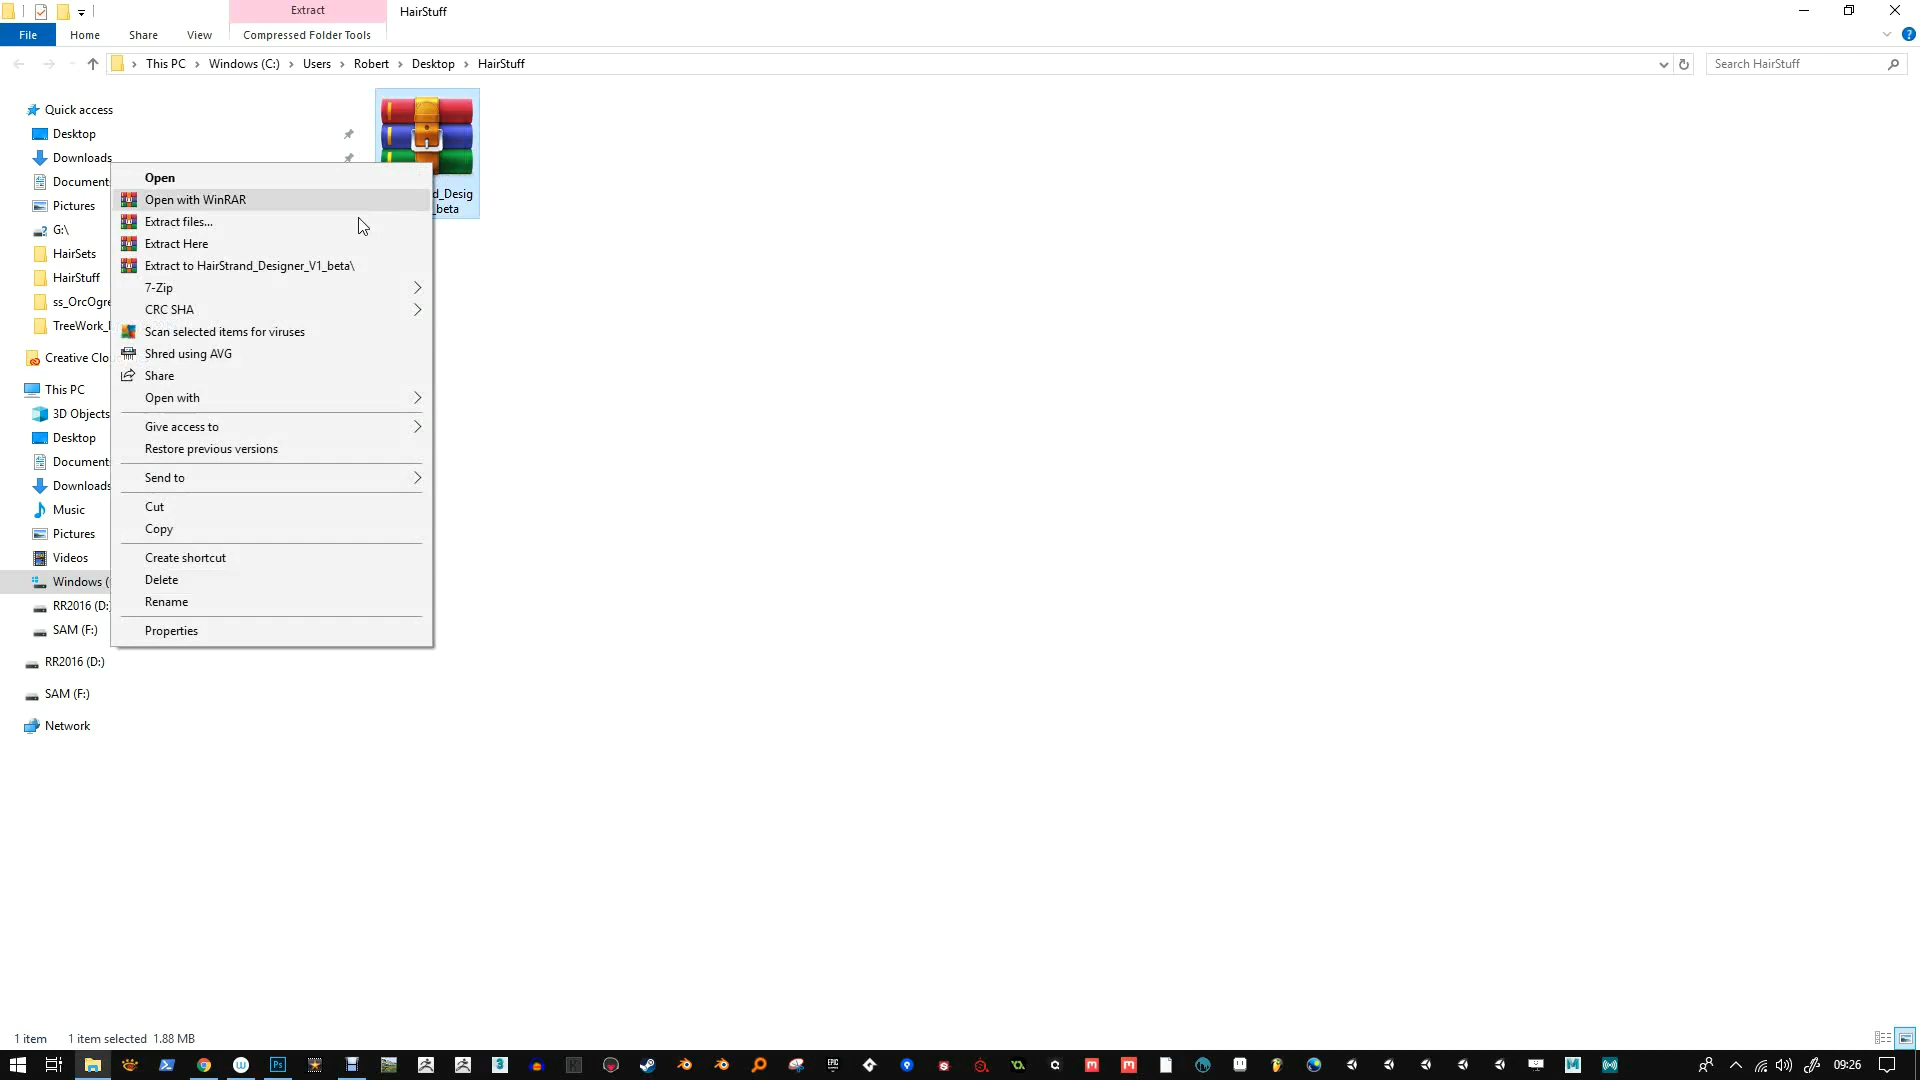 Extract
HairStuff
File
Home
Share
View
Compressed Folder Tools
This PC
Windows (C:)
Users
Robert
Desktop
HairStuff
Search HairStuff
Quick access
Desktop
Downloads
Document
Pictures
G:\
HairSets
HairStuff
ss_OrcOgre
TreeWork_
Creative Clo
This PC
3D Objects
Desktop
Document
Downloads
Music
Pictures
Videos
Windows (
RR2016 (D:
SAM (F:)
RR2016 (D:)
SAM (F:)
Network
d_Desig
_beta
Open
Open with WinRAR
Extract files...
Extract Here
Extract to HairStrand_Designer_V1_beta\
7-Zip
CRC SHA
Scan selected items for viruses
Shred using AVG
Share
Open with
Give access to
Restore previous versions
Send to
Cut
Copy
Create shortcut
Delete
Rename
Properties
1 item
1 item selected 1.88 MB
Ps
3
EPIC
09:26